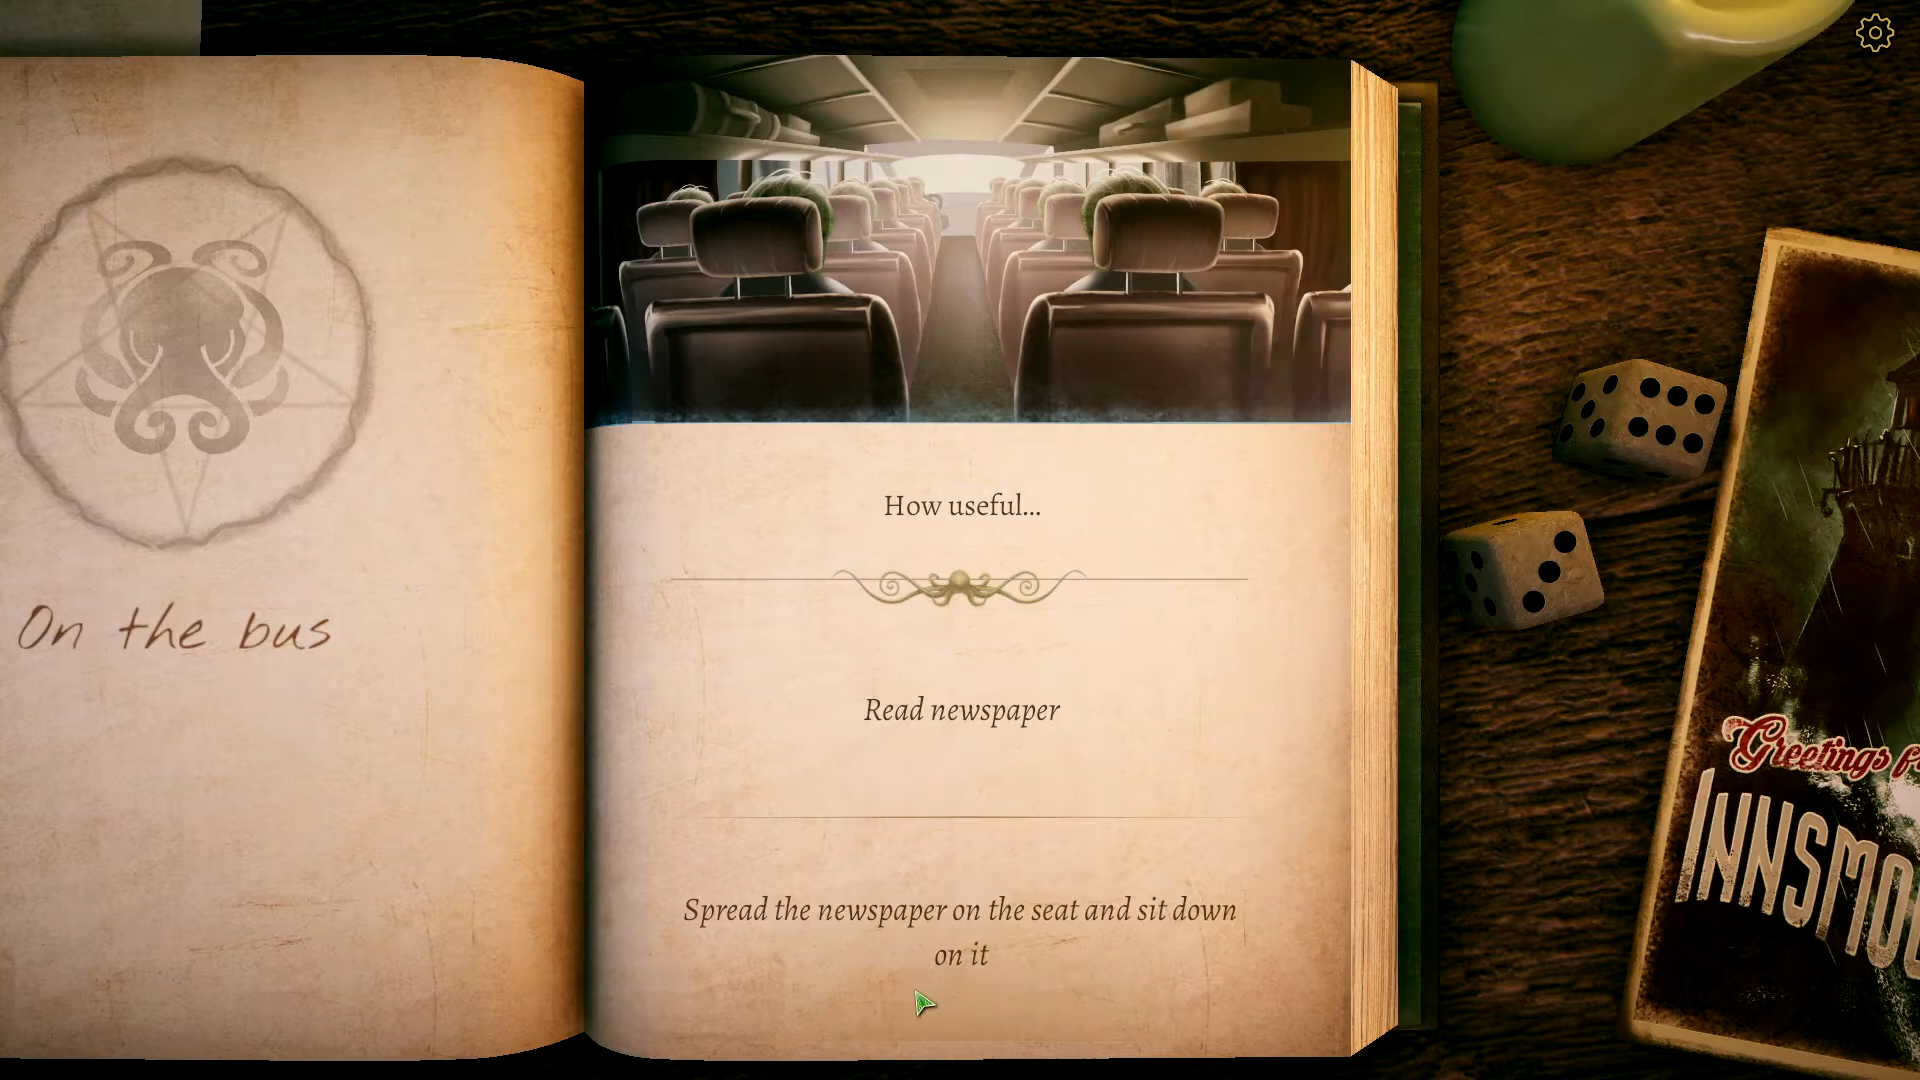 On the bus
How useful...
Read newspaper
Spread the newspaper on the seat and sit down
on it
Greetings